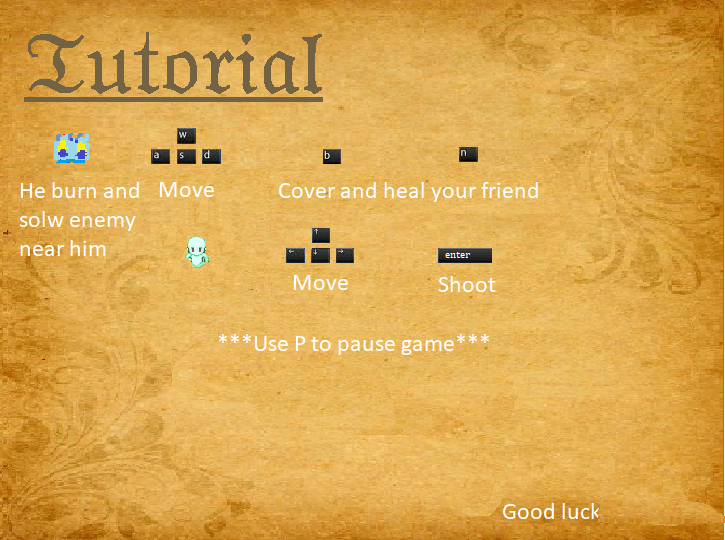 Tutorial
w
a s d
b
n
He burn and
solw enemy
near him
Move
Cover and heal your friend
↑
← ↓ →
enter
Move
Shoot
***Use P to pause game***
Good luck